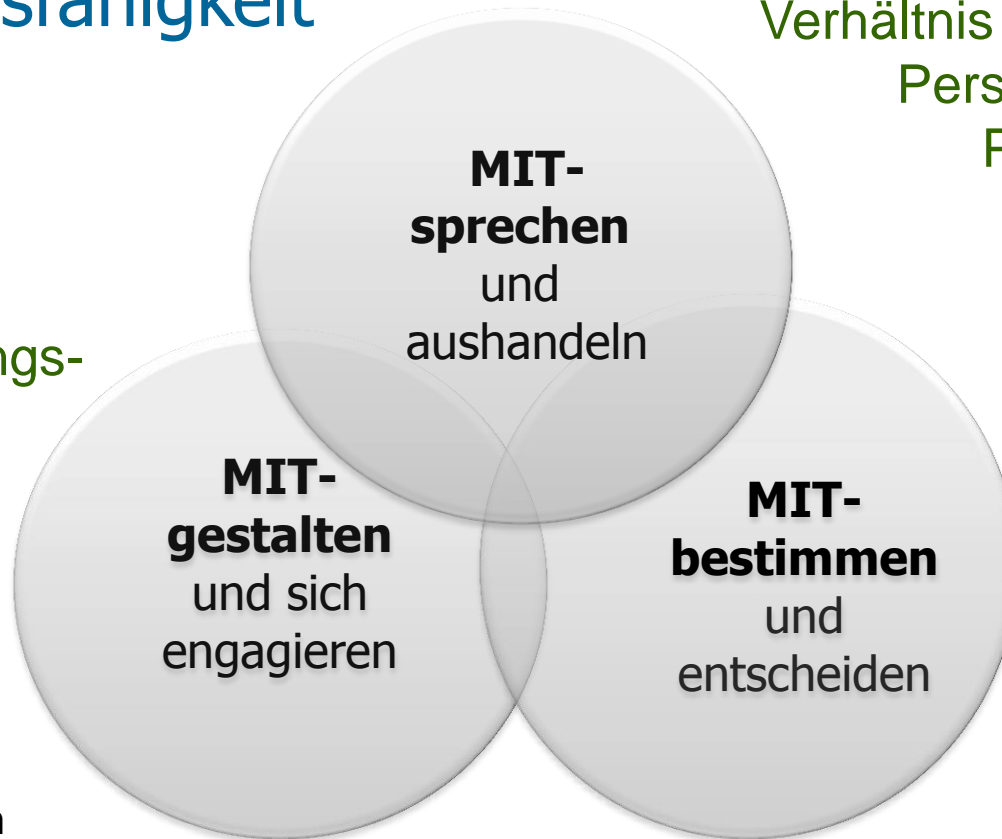 sfähigkeit
Verhältnis
Pers
P
MIT-
sprechen
und
aushandeln
ngs-
MIT-
gestalten
und sich
engagieren
MIT-
bestimmen
und
entscheiden